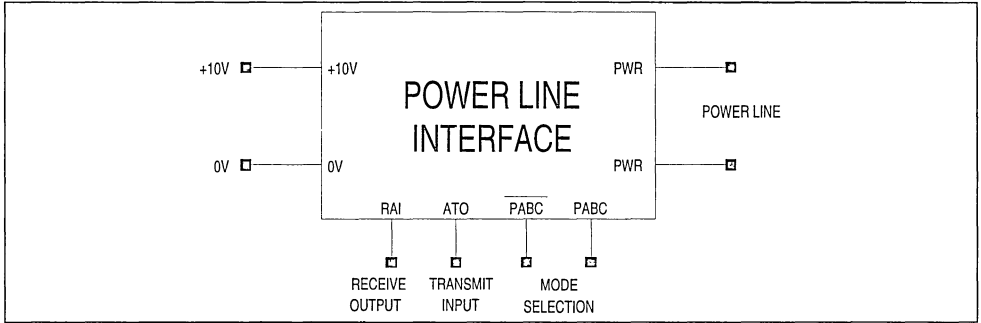 +10V +10V PWR
POWER LINE
INTERFACE
POWER LINE
0V 0V PWR
RAI ATO PABC PABC
RECEIVE OUTPUT
TRANSMIT INPUT
MODE SELECTION